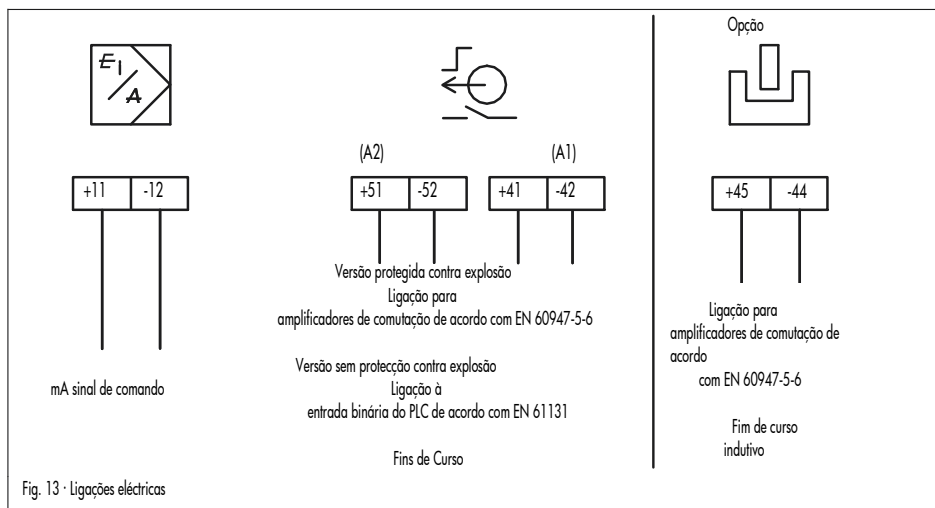 Opção
E I
A
(A2)
(A1)
+11
-12
+51
-52
+41
-42
+45
-44
Versão protegida contra explosão
Ligação para
amplificadores de comutação de acordo com EN 60947-5-6
Versão sem protecção contra explosão
Ligação à
entrada binária do PLC de acordo com EN 61131
Fins de Curso
mA sinal de comando
Ligação para
amplificadores de comutação de
acordo
com EN 60947-5-6
Fim de curso
indutivo
Fig. 13 · Ligações eléctricas